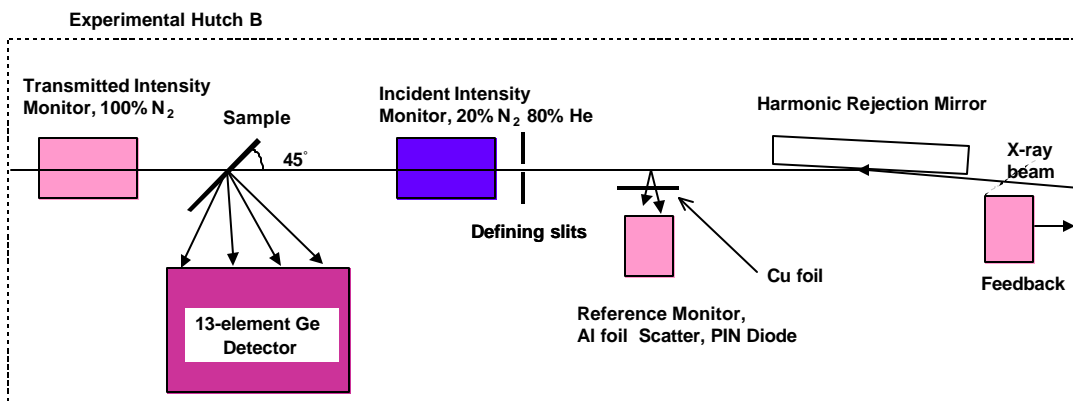 Experimental Hutch B
Transmitted Intensity
Monitor, 100% N2
Sample
45°
Incident Intensity
Monitor, 20% N2 80% He
Harmonic Rejection Mirror
X-ray
beam
Defining slits
Cu foil
Feedback
Reference Monitor,
Al foil Scatter, PIN Diode
13-element Ge
Detector